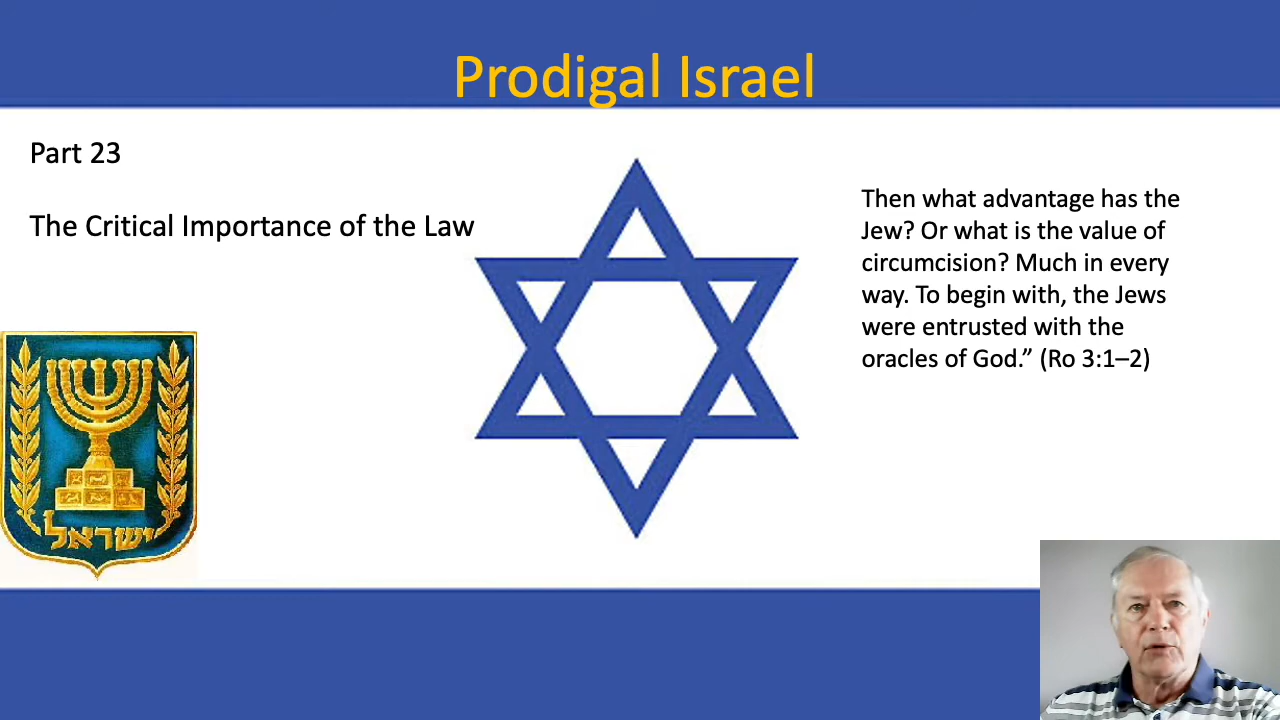 Prodigal Israel
Part 23
The Critical Importance of the Law
Then what advantage has the
Jew? Or what is the value of
circumcision? Much in every
way. To begin with, the Jews
were entrusted with the
oracles of God.” (Ro 3:1–2)
ישראל